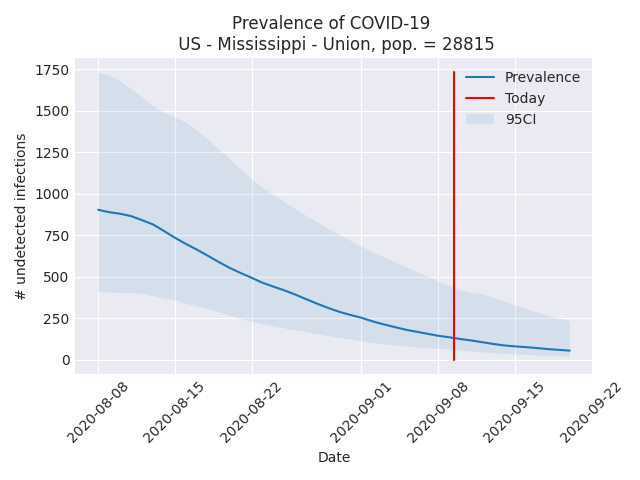 Prevalence of COVID-19
US - Mississippi - Union, pop. = 28815
Prevalence
Today
95CI
# undetected infections
1750
1500
1250
1000
750
500
250
0
2020-08-08
2020-08-15
2020-08-22
2020-09-01
2020-09-08
2020-09-15
2020-09-22
Date